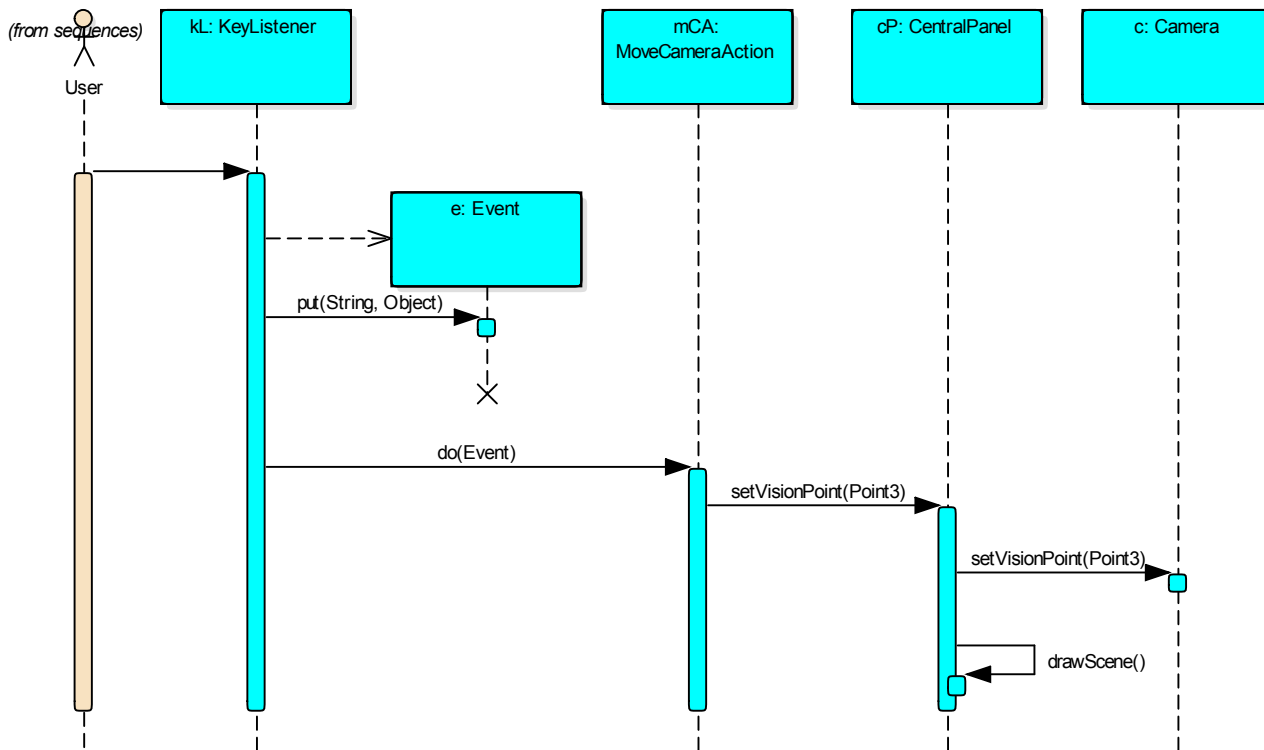 (from sequences)
User
kL: KeyListener
mCA:
MoveCameraAction
cP: CentralPanel
c: Camera
e: Event
put(String, Object)
do(Event)
setVisionPoint(Point3)
setVisionPoint(Point3)
drawScene()